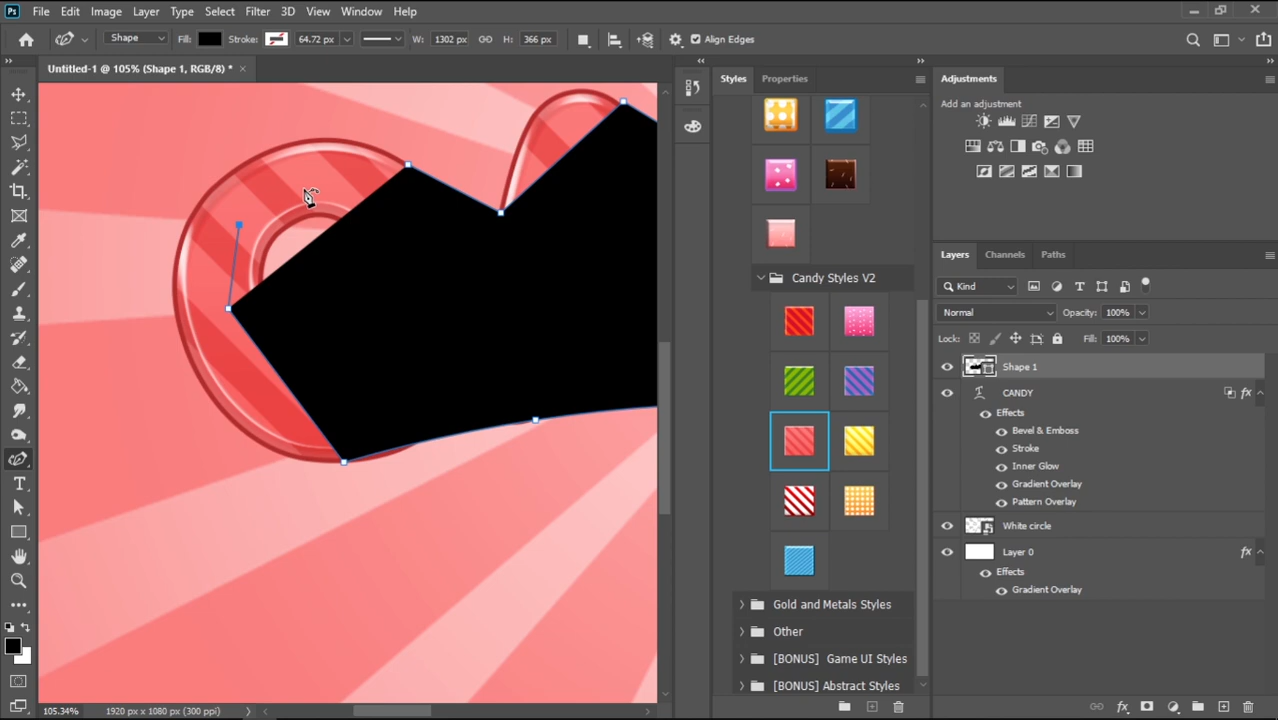 Ps File Edit Image Layer Type Select Filter 3D View Window Help
Shape Fill: Stroke: 64.72 px W: 1302 px H: 366 px Align Edges
Untitled-1 @ 105% (Shape 1, RGB/8) *
Styles Properties
Candy Styles V2
Gold and Metals Styles
Other
[BONUS] Game UI Styles
[BONUS] Abstract Styles
Adjustments
Add an adjustment
Layers Channels Paths
Kind
Normal Opacity: 100%
Lock: Fill: 100%
Shape 1
CANDY fx
Effects
Bevel & Emboss
Stroke
Inner Glow
Gradient Overlay
Pattern Overlay
White circle
Layer 0 fx
Effects
Gradient Overlay
105.34% 1920 px x 1080 px (300 ppi)
fx